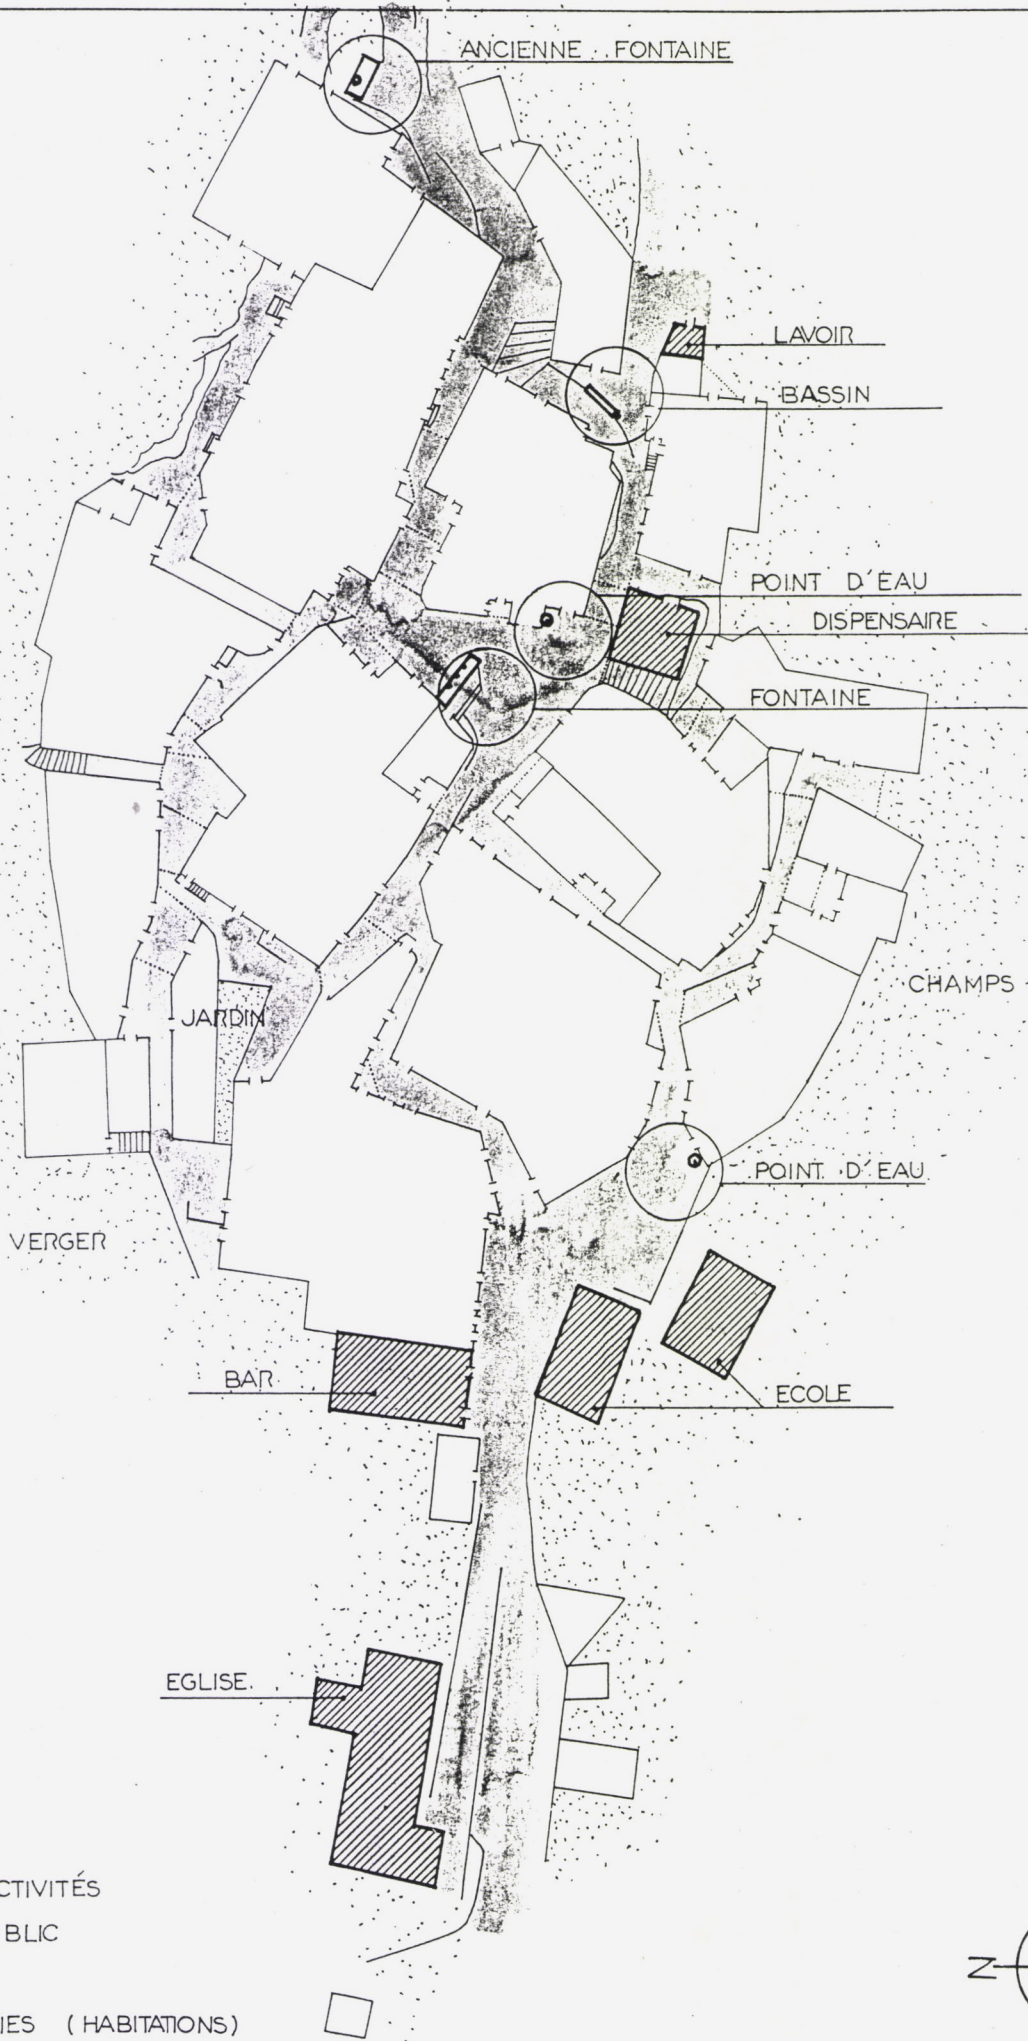 ANCIENNE FONTAINE
LAVOIR
BASSIN
POINT D'EAU
DISPENSAIRE
FONTAINE
CHAMPS
JARDIN
POINT D'EAU
VERGER
BAR
ECOLE
EGLISE
CTIVITÉS
BLIC
N
IES (HABITATIONS)